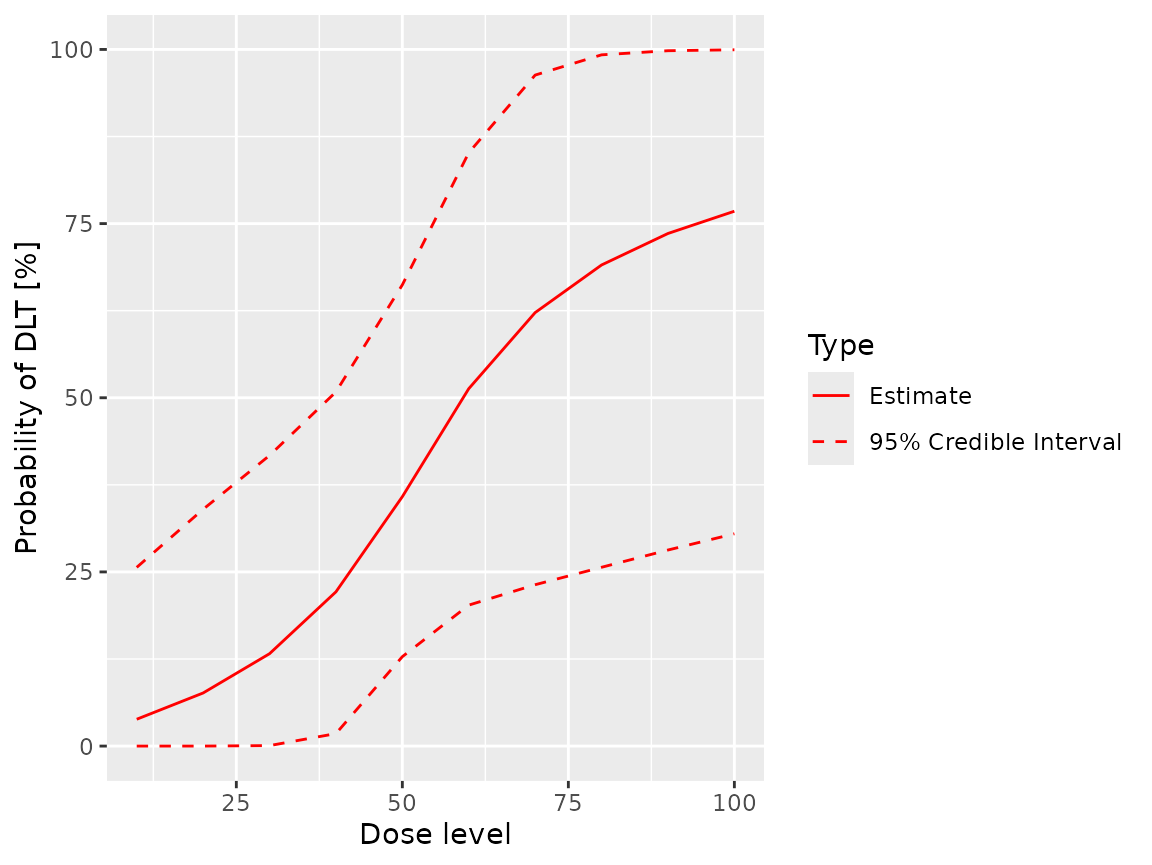 Probability of DLT [%]
100
75
50
25
0
25 50 75 100
Dose level
Type
Estimate
95% Credible Interval